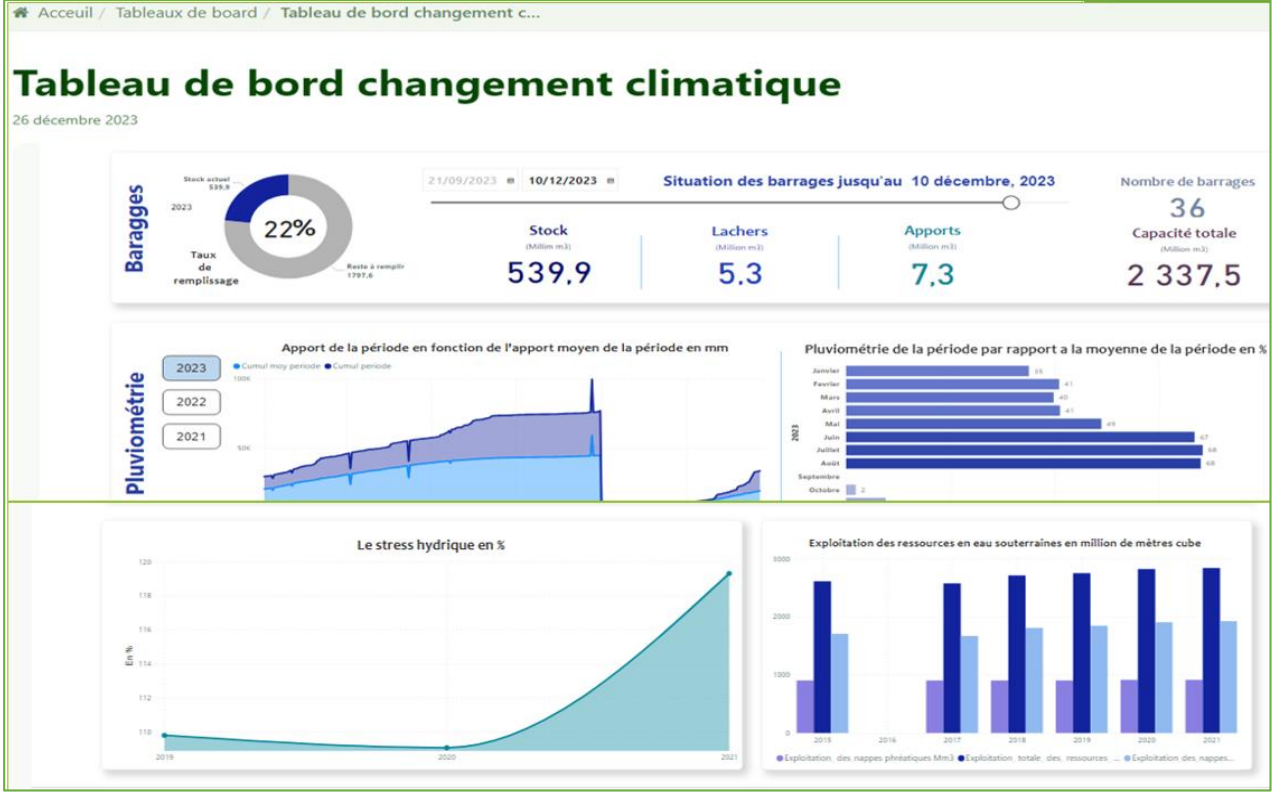 Acceuil / Tableaux de board / Tableau de bord changement c...
Tableau de bord changement climatique
26 décembre 2023
Baragges
Stock actuel
539,9
2023
22%
Taux
de
remplissage
Reste à remplir
1797,6
21/09/2023
10/12/2023
Situation des barrages jusqu'au 10 décembre, 2023
Stock
(Millim m3)
539,9
Lachers
(Million m3)
5,3
Apports
(Million m3)
7,3
Nombre de barrages
36
Capacité totale
(Million m3)
2 337,5
Pluviométrie
2023
2022
2021
Apport de la période en fonction de l'apport moyen de la période en mm
Cumul moy periode Cumul periode
100K
50K
Pluviométrie de la période par rapport a la moyenne de la période en %
2023
Janvier 35
Fevrier 41
Mars 40
Avril 41
Mai 49
Juin 67
Juillet 68
Août 68
Septembre
Octobre 2
Le stress hydrique en %
En %
120
118
116
114
112
110
2019 2020 2021
Exploitation des ressources en eau souterraines en million de mètres cube
3000
2000
1000
0
2015 2016 2017 2018 2019 2020 2021
Exploitation_des_nappes phréatiques Mm3 Exploitation_totale_des_ressources_... Exploitation_des_nappes...